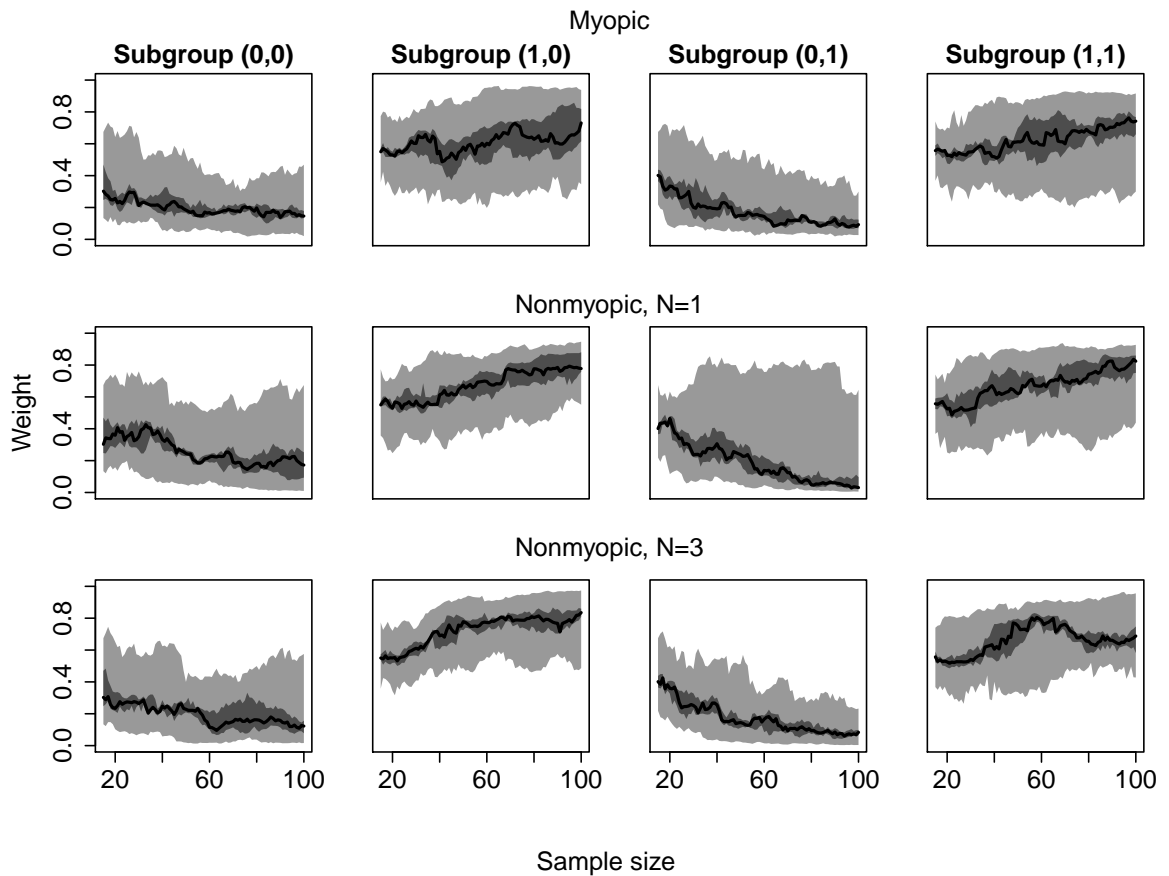 Myopic
Subgroup (0,0) Subgroup (1,0) Subgroup (0,1) Subgroup (1,1)
0.8
0.4
0.0
Nonmyopic, N=1
0.8
0.4
0.0
Weight
Nonmyopic, N=3
0.8
0.4
0.0
20 60 100 20 60 100 20 60 100 20 60 100
Sample size